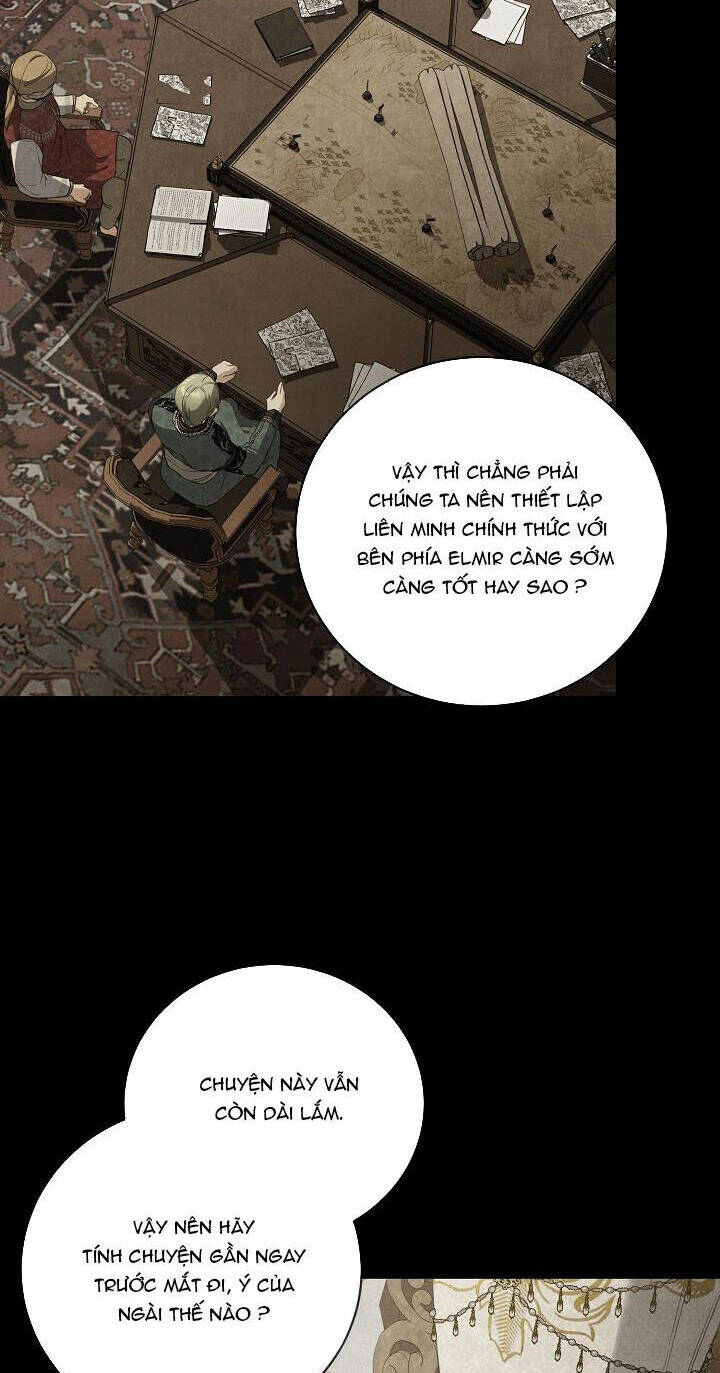 VẬY THÌ CHẲNG PHẢI
CHÚNG TA NÊN THIẾT LẬP
LIÊN MINH CHÍNH THỨC VỚI
BÊN PHÍA ELMIR CÀNG SỚM
CÀNG TỐT HAY SAO ?
CHUYỆN NÀY VẪN
CÒN DÀI LẮM.
VẬY NÊN HÃY
TÍNH CHUYỆN GẦN NGAY
TRƯỚC MẮT ĐI, Ý CỦA
NGÀI THẾ NÀO ?